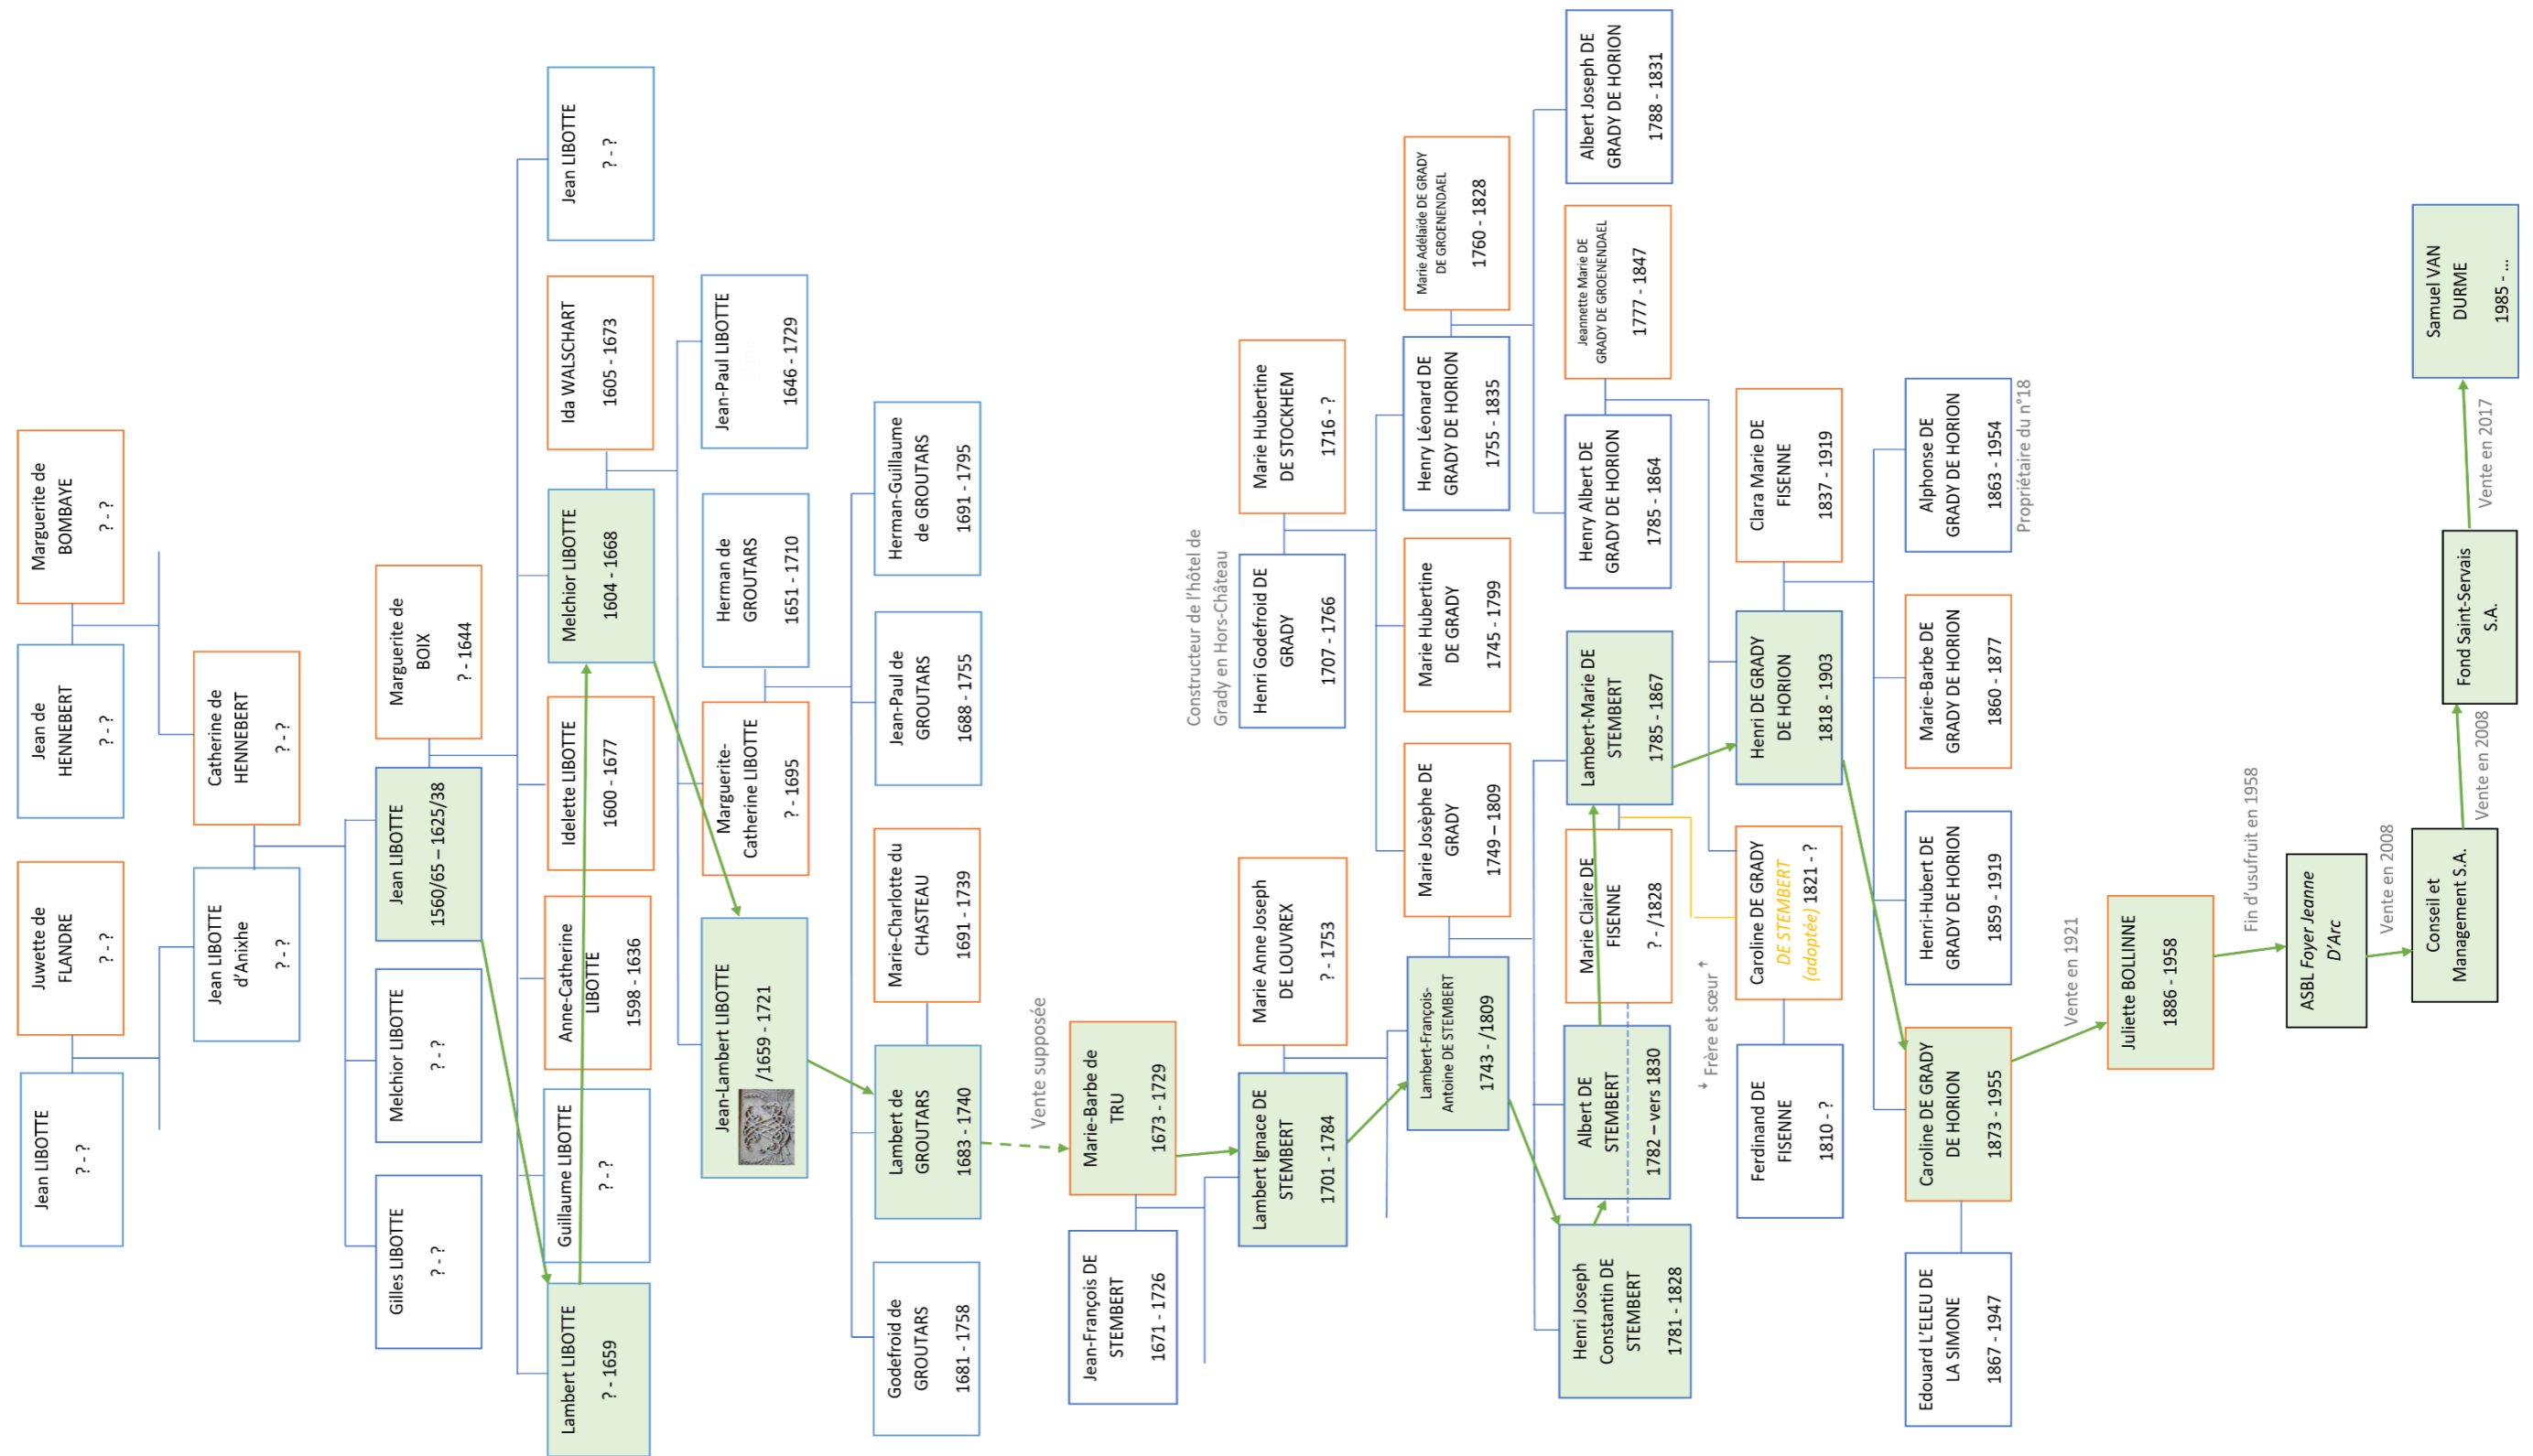 Jean LIBOTTE
? - ?
Juwette de
FLANDRE
? - ?
Jean de
HENNEBERT
? - ?
Marguerite de
BOMBAYE
? - ?
Jean LIBOTTE
d'Anixhe
? - ?
Catherine de
HENNEBERT
? - ?
Gilles LIBOTTE
? - ?
Melchior LIBOTTE
? - ?
Jean LIBOTTE
1560/65 – 1625/38
Marguerite de
BOIX
? - 1644
Lambert LIBOTTE
? - 1659
Guillaume LIBOTTE
? - ?
Anne-Catherine
LIBOTTE
1598 - 1636
Idelette LIBOTTE
1600 - 1677
Melchior LIBOTTE
1604 - 1668
Ida WALSCHART
1605 - 1673
Jean LIBOTTE
? - ?
Jean-Lambert LIBOTTE
/1659 - 1721
Marguerite-
Catherine LIBOTTE
? - 1695
Herman de
GROUTARS
1651 - 1710
Jean-Paul LIBOTTE
1646 - 1729
Godefroid de
GROUTARS
1681 - 1758
Lambert de
GROUTARS
1683 - 1740
Marie-Charlotte du
CHASTEAU
1691 - 1739
Jean-Paul de
GROUTARS
1688 - 1755
Herman-Guillaume
de GROUTARS
1691 - 1795
Vente supposée
Jean-François DE
STEMBERT
1671 - 1726
Marie-Barbe de
TRU
1673 - 1729
Constructeur de l'hôtel de
Grady en Hors-Château
Lambert Ignace DE
STEMBERT
1701 - 1784
Marie Anne Joseph
DE LOUVREX
? - 1753
Henri Godefroid DE
GRADY
1707 - 1766
Marie Hubertine
DE STOCKHEM
1716 - ?
Lambert-François-
Antoine DE STEMBERT
1743 - /1809
Marie Josèphe DE
GRADY
1749 – 1809
Marie Hubertine
DE GRADY
1745 - 1799
Henry Léonard DE
GRADY DE HORION
1755 - 1835
Marie Adélaïde DE GRADY
DE GROENENDAEL
1760 - 1828
Henri Joseph
Constantin DE
STEMBERT
1781 - 1828
Albert DE
STEMBERT
1782 – vers 1830
Marie Claire DE
FISENNE
? - /1828
Lambert-Marie DE
STEMBERT
1785 - 1867
Henry Albert DE
GRADY DE HORION
1785 - 1864
Jeannette Marie DE
GRADY DE GROENENDAEL
1777 - 1847
Albert Joseph DE
GRADY DE HORION
1788 - 1831
↓ Frère et sœur ↑
Ferdinand DE
FISENNE
1810 - ?
Caroline DE GRADY
DE STEMBERT
(adoptée) 1821 - ?
Henri DE GRADY
DE HORION
1818 - 1903
Clara Marie DE
FISENNE
1837 - 1919
Edouard L'ELEU DE
LA SIMONE
1867 - 1947
Caroline DE GRADY
DE HORION
1873 - 1955
Henri-Hubert DE
GRADY DE HORION
1859 - 1919
Marie-Barbe DE
GRADY DE HORION
1860 - 1877
Alphonse DE
GRADY DE HORION
1863 - 1954
Propriétaire du n°18
Vente en 1921
Juliette BOLLINNE
1886 - 1958
Fin d'usufruit en 1958
ASBL Foyer Jeanne
D'Arc
Vente en 2008
Conseil et
Management S.A.
Vente en 2008
Fond Saint-Servais
S.A.
Vente en 2017
Samuel VAN
DURME
1985 - ...